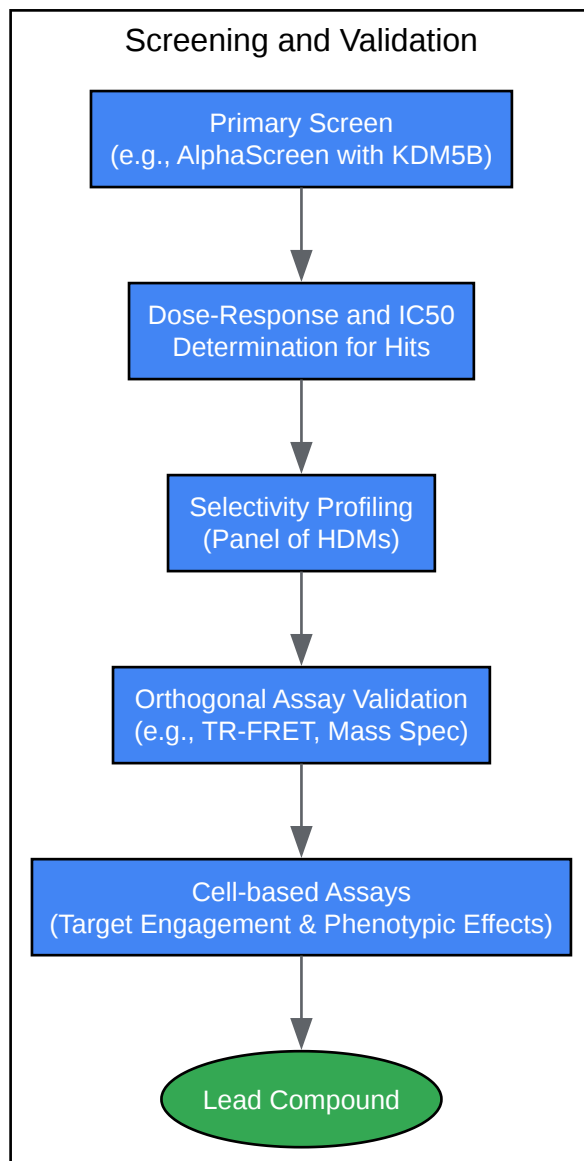 Screening and Validation
Primary Screen
(e.g., AlphaScreen with KDM5B)
Dose-Response and IC50
Determination for Hits
Selectivity Profiling
(Panel of HDMs)
Orthogonal Assay Validation
(e.g., TR-FRET, Mass Spec)
Cell-based Assays
(Target Engagement & Phenotypic Effects)
Lead Compound